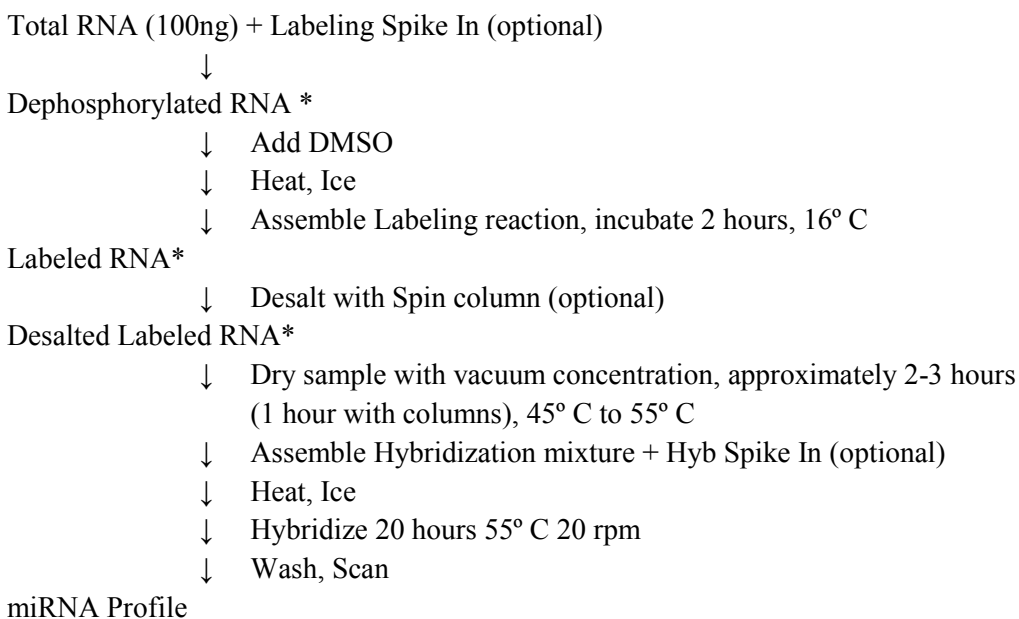 Total RNA (100ng) + Labeling Spike In (optional)
↓
Dephosphorylated RNA *
↓ Add DMSO
↓ Heat, Ice
↓ Assemble Labeling reaction, incubate 2 hours, 16º C
Labeled RNA*
↓ Desalt with Spin column (optional)
Desalted Labeled RNA*
↓ Dry sample with vacuum concentration, approximately 2-3 hours
(1 hour with columns), 45º C to 55º C
↓ Assemble Hybridization mixture + Hyb Spike In (optional)
↓ Heat, Ice
↓ Hybridize 20 hours 55º C 20 rpm
↓ Wash, Scan
miRNA Profile